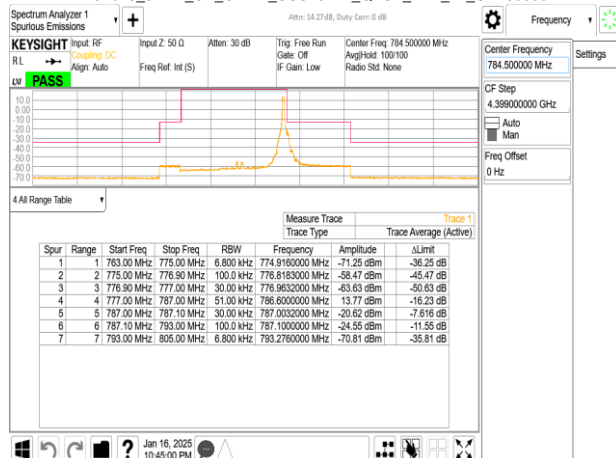 Spectrum Analyzer 1
Spurious Emissions
Attn: 14.27dB, Duty Corr: 0 dB
Frequency
Settings
KEYSIGHT
RL
LXI
PASS
Input: RF
Coupling: DC
Align: Auto
Input Z: 50 Ω
Freq Ref: Int (S)
Atten: 30 dB
Trig: Free Run
Gate: Off
IF Gain: Low
Center Freq: 784.500000 MHz
Avg|Hold: 100/100
Radio Std: None
Center Frequency
784.500000 MHz
CF Step
4.399000000 GHz
Auto
Man
Freq Offset
0 Hz
10.0
0.00
-10.0
-20.0
-30.0
-40.0
-50.0
-60.0
-70.0
4 All Range Table
Measure Trace Trace 1
Trace Type Trace Average (Active)
Spur Range Start Freq Stop Freq RBW Frequency Amplitude ΔLimit
1 1 763.00 MHz 775.00 MHz 6.800 kHz 774.9160000 MHz -71.25 dBm -36.25 dB
2 2 775.00 MHz 776.90 MHz 100.0 kHz 776.8183000 MHz -58.47 dBm -45.47 dB
3 3 776.90 MHz 777.00 MHz 30.00 kHz 776.9632000 MHz -63.63 dBm -50.63 dB
4 4 777.00 MHz 787.00 MHz 51.00 kHz 786.6000000 MHz 13.77 dBm -16.23 dB
5 5 787.00 MHz 787.10 MHz 30.00 kHz 787.0032000 MHz -20.62 dBm -7.616 dB
6 6 787.10 MHz 793.00 MHz 100.0 kHz 787.1000000 MHz -24.55 dBm -11.55 dB
7 7 793.00 MHz 805.00 MHz 6.800 kHz 793.2760000 MHz -70.81 dBm -35.81 dB
Jan 16, 2025
10:45:00 PM